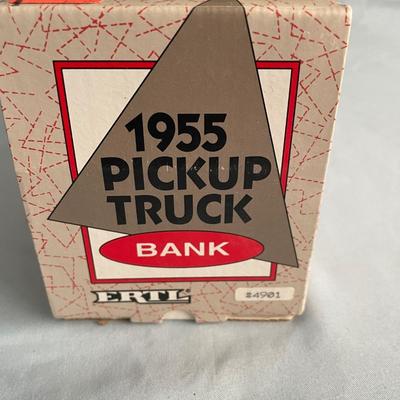 1955
PICKUP
TRUCK
BANK
ERTL
#4901